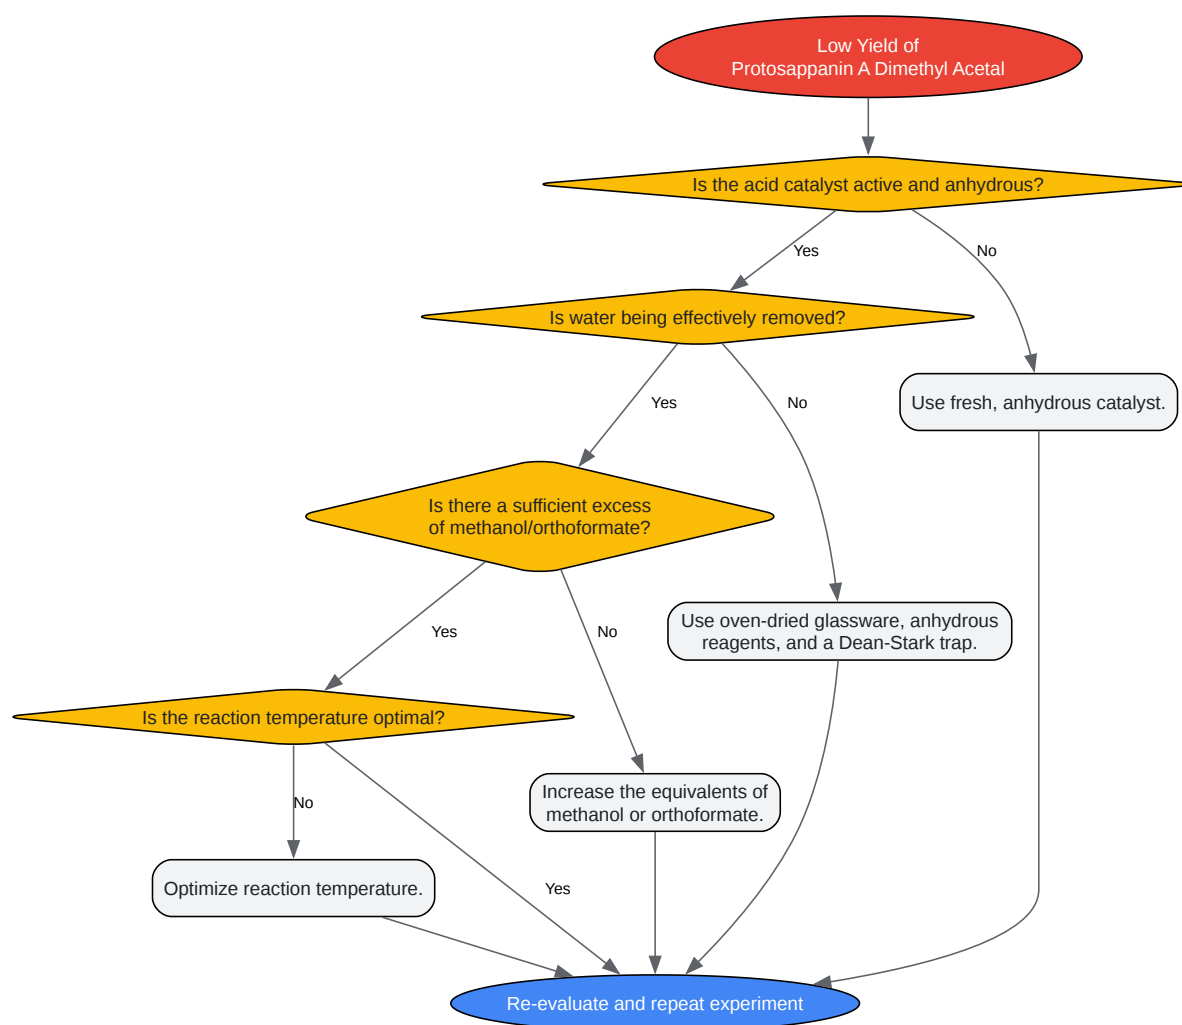 Low Yield of
Protosappanin A Dimethyl Acetal
Is the acid catalyst active and anhydrous?
Yes
No
Is water being effectively removed?
Yes
No
Use fresh, anhydrous catalyst.
Is there a sufficient excess
of methanol/orthoformate?
Yes
No
Use oven-dried glassware, anhydrous
reagents, and a Dean-Stark trap.
Is the reaction temperature optimal?
No
Yes
Increase the equivalents of
methanol or orthoformate.
Optimize reaction temperature.
Re-evaluate and repeat experiment